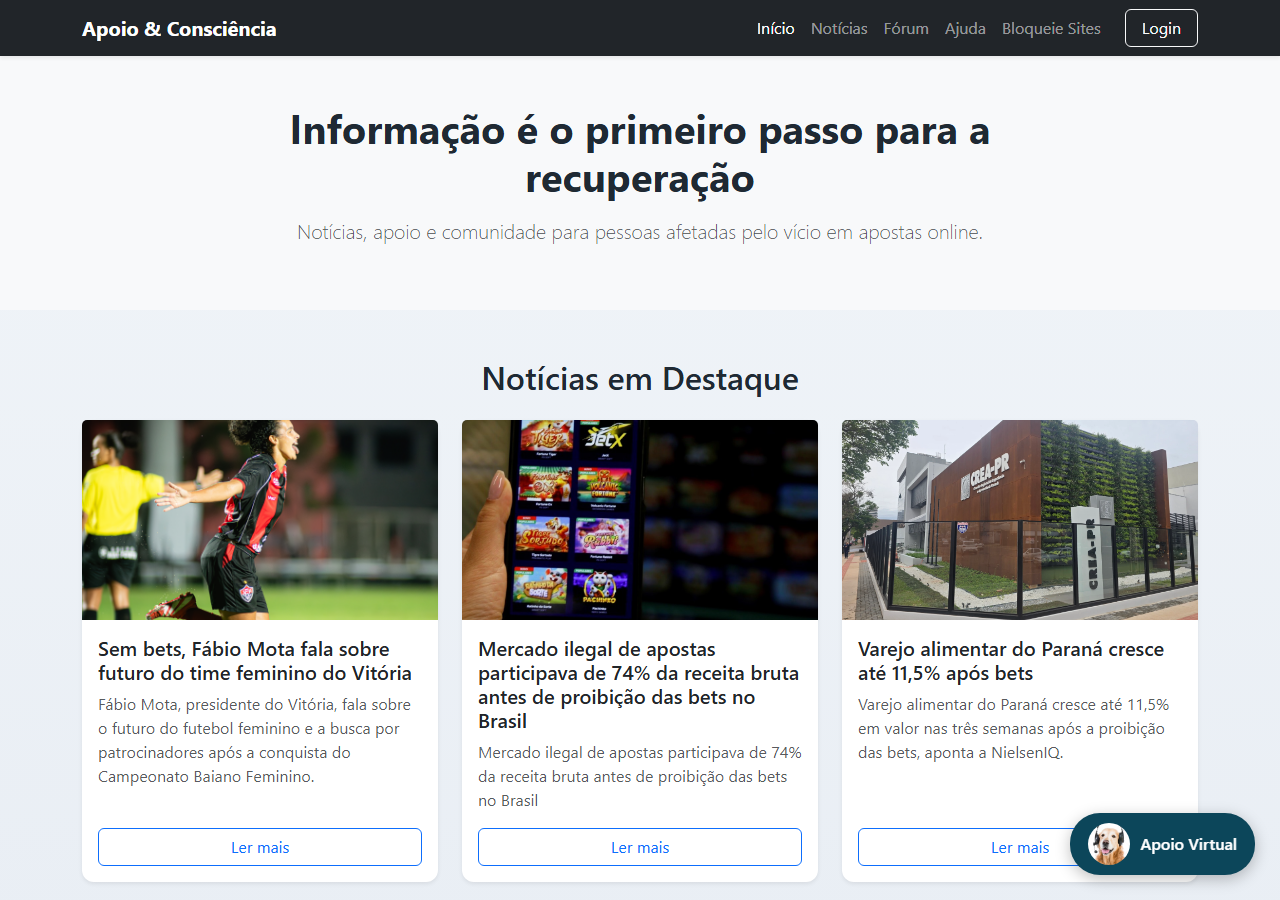 Apoio & Consciência
Início
Notícias
Fórum
Ajuda
Bloqueie Sites
Login
Informação é o primeiro passo para a
recuperação
Notícias, apoio e comunidade para pessoas afetadas pelo vício em apostas online.
Notícias em Destaque
JetX
CREA-PR
CREA-PR
Sem bets, Fábio Mota fala sobre
futuro do time feminino do Vitória
Fábio Mota, presidente do Vitória, fala sobre
o futuro do futebol feminino e a busca por
patrocinadores após a conquista do
Campeonato Baiano Feminino.
Ler mais
Mercado ilegal de apostas
participava de 74% da receita bruta
antes de proibição das bets no
Brasil
Mercado ilegal de apostas participava de 74%
da receita bruta antes de proibição das bets
no Brasil
Ler mais
Varejo alimentar do Paraná cresce
até 11,5% após bets
Varejo alimentar do Paraná cresce até 11,5%
em valor nas três semanas após a proibição
das bets, aponta a NielsenIQ.
Ler mais
Apoio Virtual